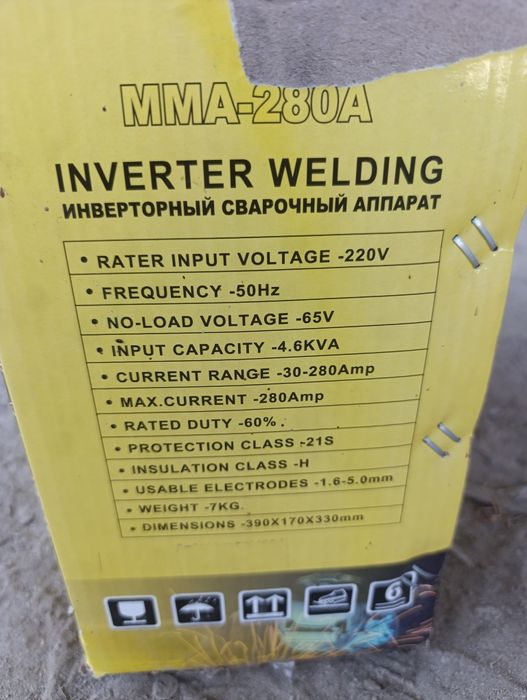 MMA-280A
INVERTER WELDING
ИНВЕРТОРНЫЙ СВАРОЧНЫЙ АППАРАТ
• RATER INPUT VOLTAGE -220V
• FREQUENCY -50Hz
• NO-LOAD VOLTAGE -65V
• INPUT CAPACITY -4.6KVA
• CURRENT RANGE -30-280Amp
• MAX.CURRENT -280Amp
• RATED DUTY -60%.
• PROTECTION CLASS -21S
• INSULATION CLASS -H
• USABLE ELECTRODES -1.6-5.0mm
• WEIGHT -7KG.
• DIMENSIONS -390X170X330mm